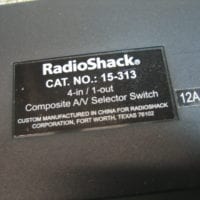 RadioShack®
CAT. NO.: 15-313
4-in / 1-out
Composite A/V Selector Switch
CUSTOM MANUFACTURED IN CHINA FOR RADIOSHACK
CORPORATION, FORT WORTH, TEXAS 76102
12A